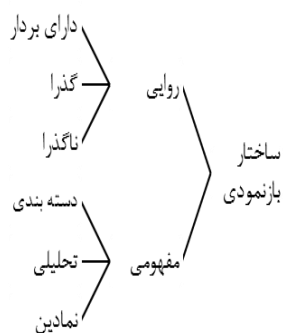 ساختار
بازنمودی
روایی
دارای بردار
گذرا
ناگذرا
مفهومی
دسته بندی
تحلیلی
نمادین